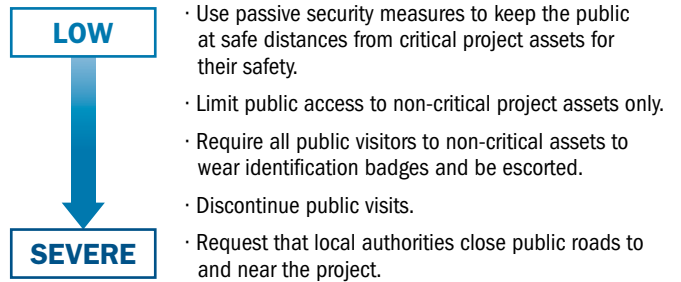 LOW
· Use passive security measures to keep the public
at safe distances from critical project assets for
their safety.
· Limit public access to non-critical project assets only.
· Require all public visitors to non-critical assets to
wear identification badges and be escorted.
· Discontinue public visits.
SEVERE
· Request that local authorities close public roads to
and near the project.